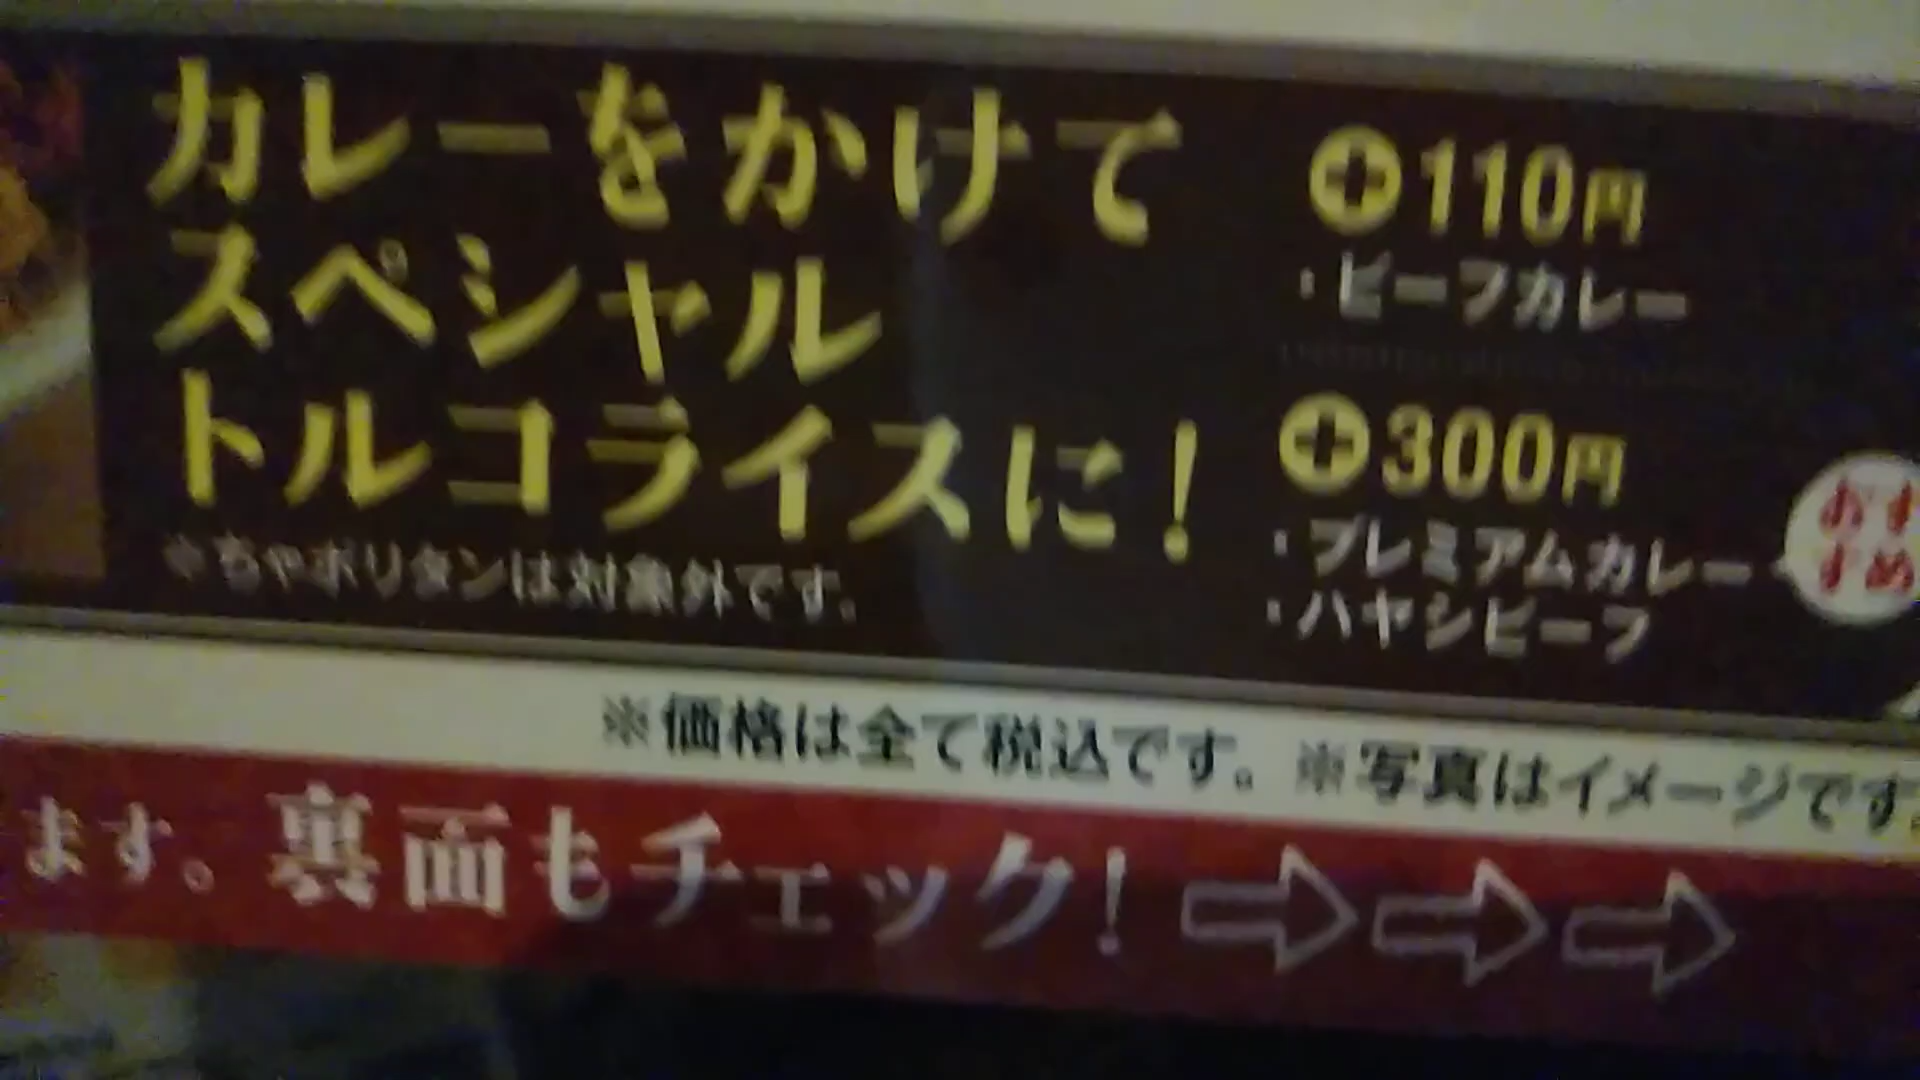 カレーをかけて
スペシャル
トルコライスに!
※ちゃポリタンは対象外です。
+110円
・ビーフカレー
+300円
・プレミアムカレー
・ハヤシビーフ
おす
すめ
※価格は全て税込です。※写真はイメージです。
ます。裏面もチェック!⇨⇨⇨